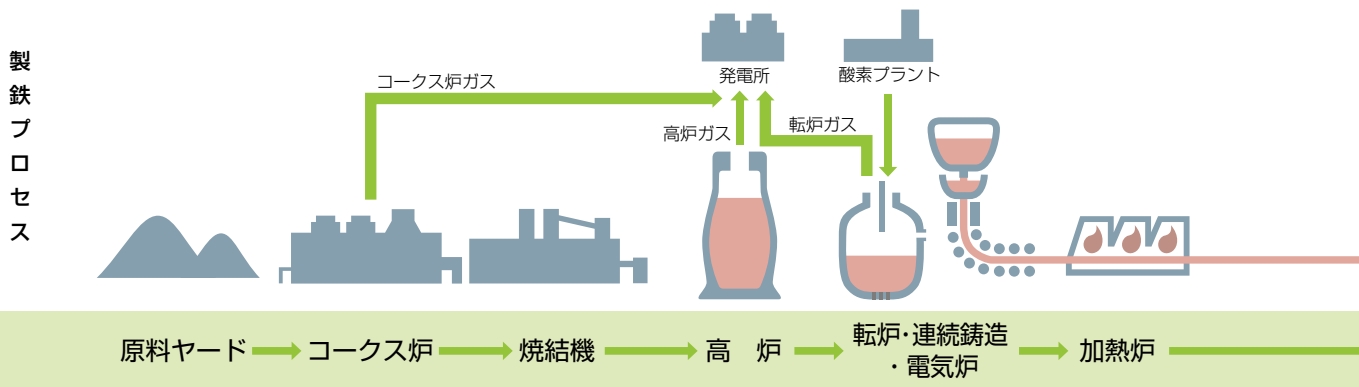 製鉄プロセス
発電所
酸素プラント
コークス炉ガス
高炉ガス
転炉ガス
原料ヤード
コークス炉
焼結機
高 炉
転炉・連続鋳造
・電気炉
加熱炉